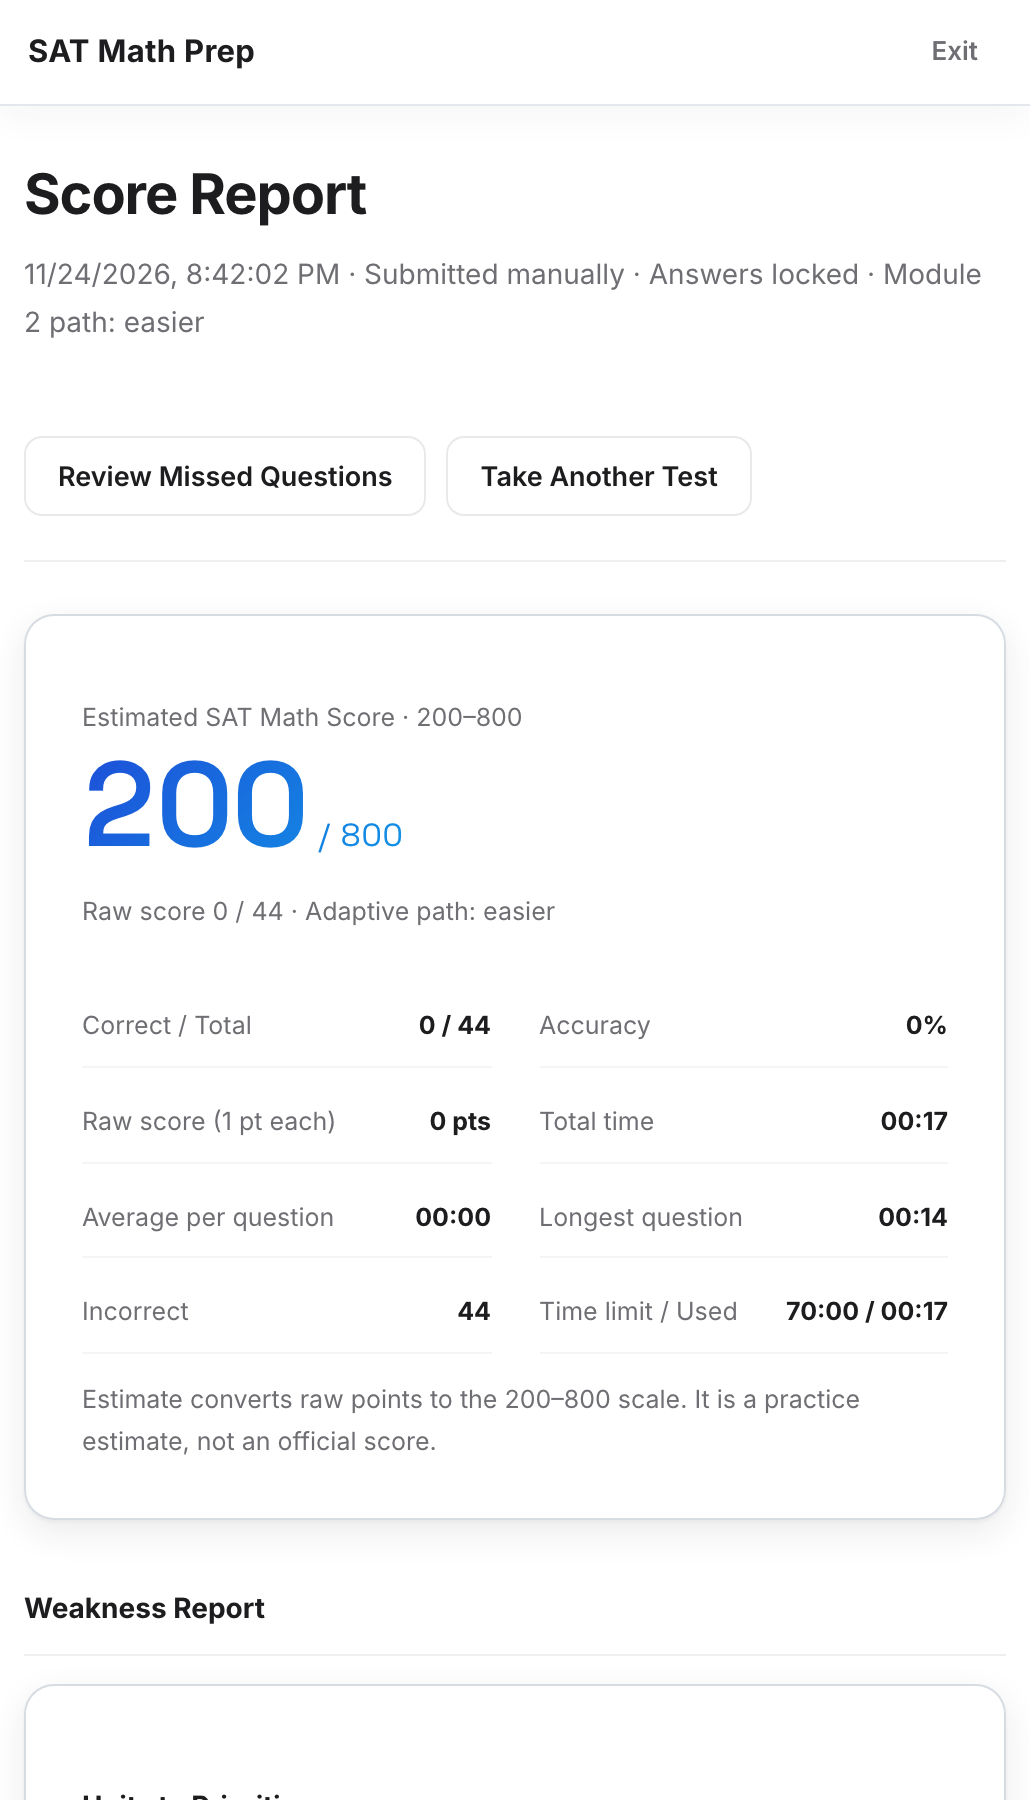 SAT Math Prep
Exit
Score Report
11/24/2026, 8:42:02 PM · Submitted manually · Answers locked · Module
2 path: easier
Review Missed Questions
Take Another Test
Estimated SAT Math Score · 200–800
200 / 800
Raw score 0 / 44 · Adaptive path: easier
Correct / Total 0 / 44
Accuracy 0%
Raw score (1 pt each) 0 pts
Total time 00:17
Average per question 00:00
Longest question 00:14
Incorrect 44
Time limit / Used 70:00 / 00:17
Estimate converts raw points to the 200–800 scale. It is a practice
estimate, not an official score.
Weakness Report